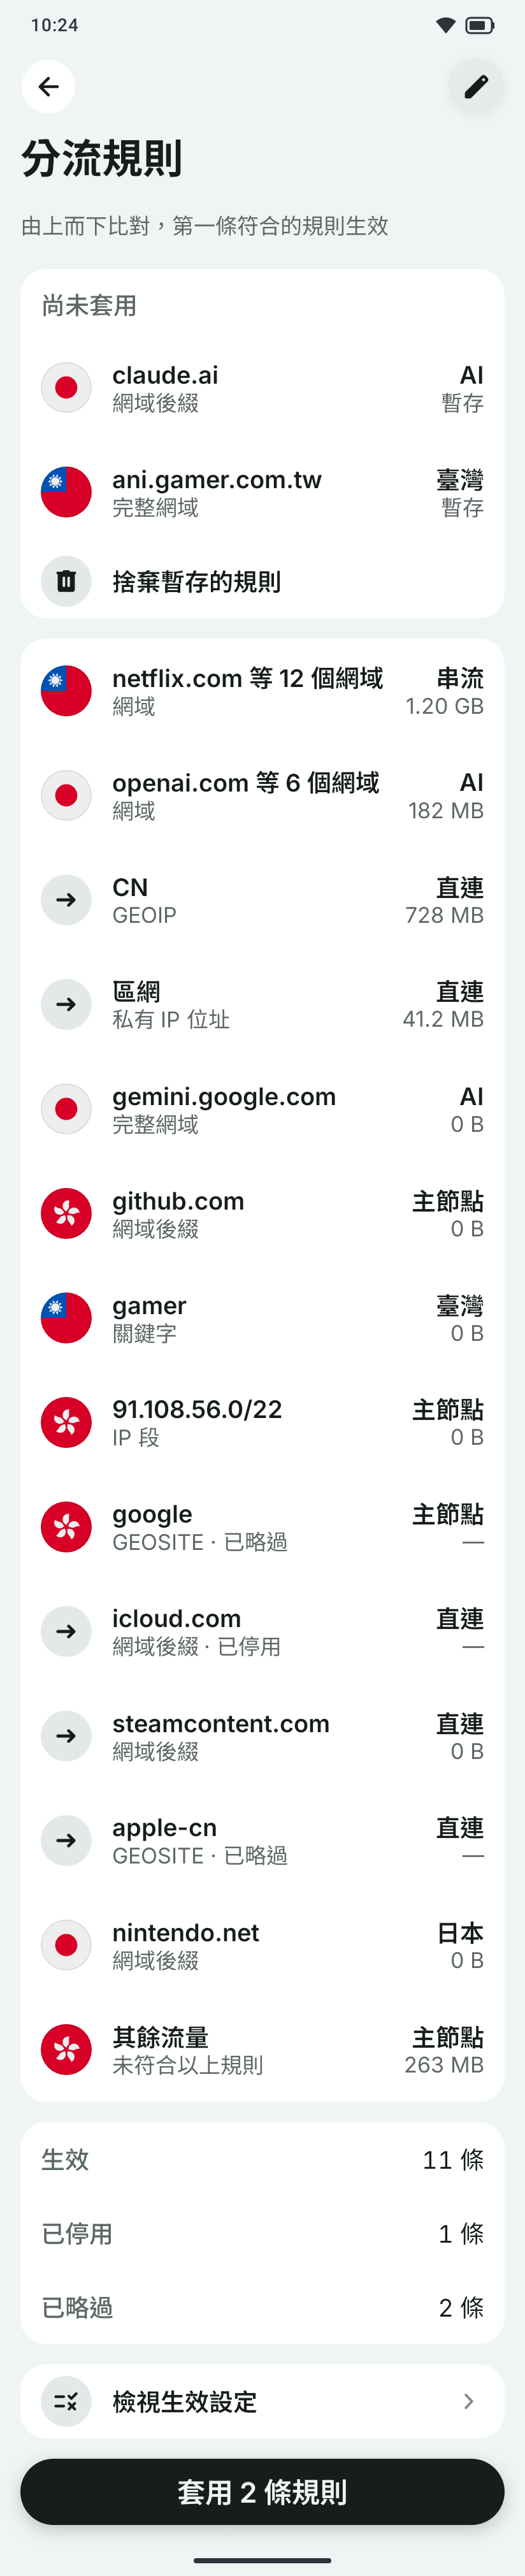 10:24
分流規則
由上而下比對，第一條符合的規則生效
尚未套用
claude.ai AI
網域後綴 暫存
ani.gamer.com.tw 臺灣
完整網域 暫存
捨棄暫存的規則
netflix.com 等 12 個網域 串流
網域 1.20 GB
openai.com 等 6 個網域 AI
網域 182 MB
CN 直連
GEOIP 728 MB
區網 直連
私有 IP 位址 41.2 MB
gemini.google.com AI
完整網域 0 B
github.com 主節點
網域後綴 0 B
gamer 臺灣
關鍵字 0 B
91.108.56.0/22 主節點
IP 段 0 B
google 主節點
GEOSITE · 已略過 —
icloud.com 直連
網域後綴 · 已停用 —
steamcontent.com 直連
網域後綴 0 B
apple-cn 直連
GEOSITE · 已略過 —
nintendo.net 日本
網域後綴 0 B
其餘流量 主節點
未符合以上規則 263 MB
生效 11 條
已停用 1 條
已略過 2 條
檢視生效設定
套用 2 條規則